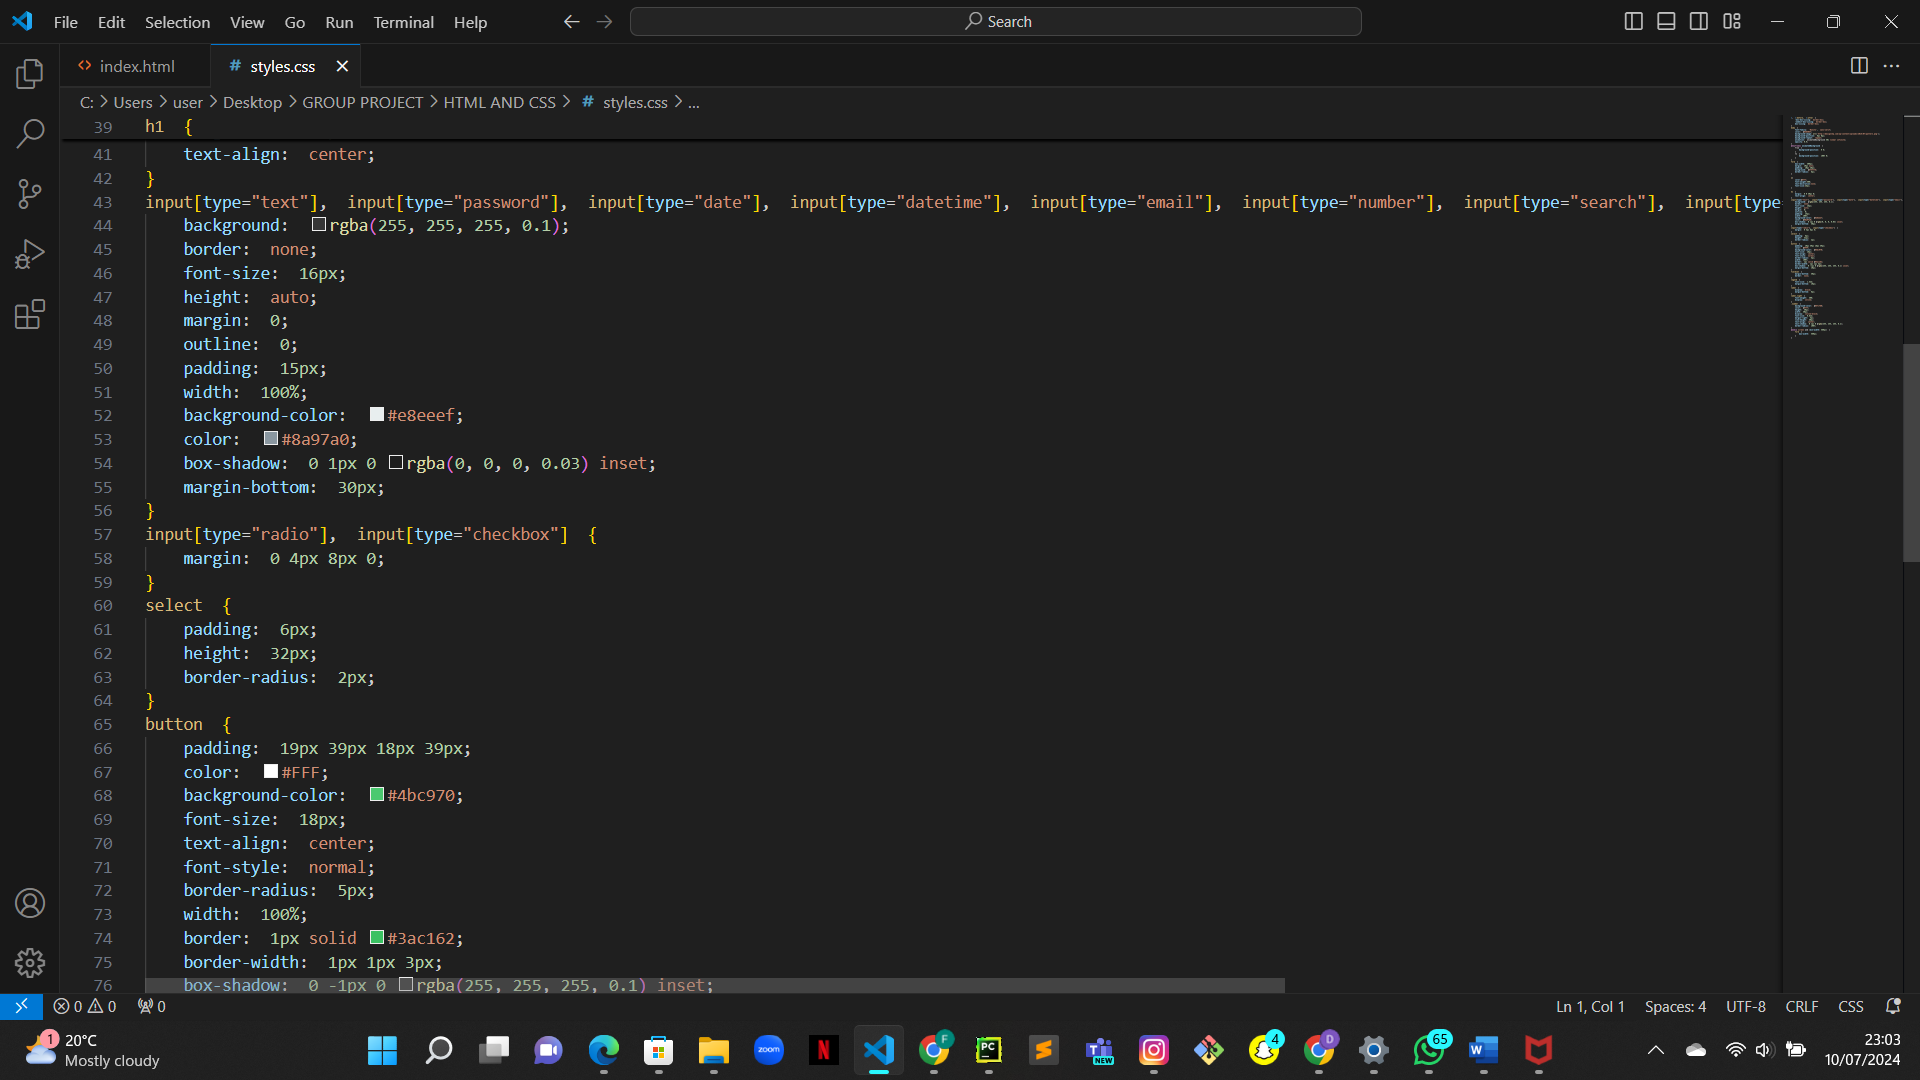 File Edit Selection View Go Run Terminal Help Search
index.html # styles.css
C: > Users > user > Desktop > GROUP PROJECT > HTML AND CSS > # styles.css > ...
39 h1 {
41 text-align: center;
42 }
43 input[type="text"], input[type="password"], input[type="date"], input[type="datetime"], input[type="email"], input[type="number"], input[type="search"], input[type
44 background: rgba(255, 255, 255, 0.1);
45 border: none;
46 font-size: 16px;
47 height: auto;
48 margin: 0;
49 outline: 0;
50 padding: 15px;
51 width: 100%;
52 background-color: #e8eeef;
53 color: #8a97a0;
54 box-shadow: 0 1px 0 rgba(0, 0, 0, 0.03) inset;
55 margin-bottom: 30px;
56 }
57 input[type="radio"], input[type="checkbox"] {
58 margin: 0 4px 8px 0;
59 }
60 select {
61 padding: 6px;
62 height: 32px;
63 border-radius: 2px;
64 }
65 button {
66 padding: 19px 39px 18px 39px;
67 color: #FFF;
68 background-color: #4bc970;
69 font-size: 18px;
70 text-align: center;
71 font-style: normal;
72 border-radius: 5px;
73 width: 100%;
74 border: 1px solid #3ac162;
75 border-width: 1px 1px 3px;
76 box-shadow: 0 -1px 0 rgba(255, 255, 255, 0.1) inset;
0 0 0 Ln 1, Col 1 Spaces: 4 UTF-8 CRLF CSS
1 20°C
Mostly cloudy
zoom N F PC NEW 4 D 65 W
23:03
10/07/2024